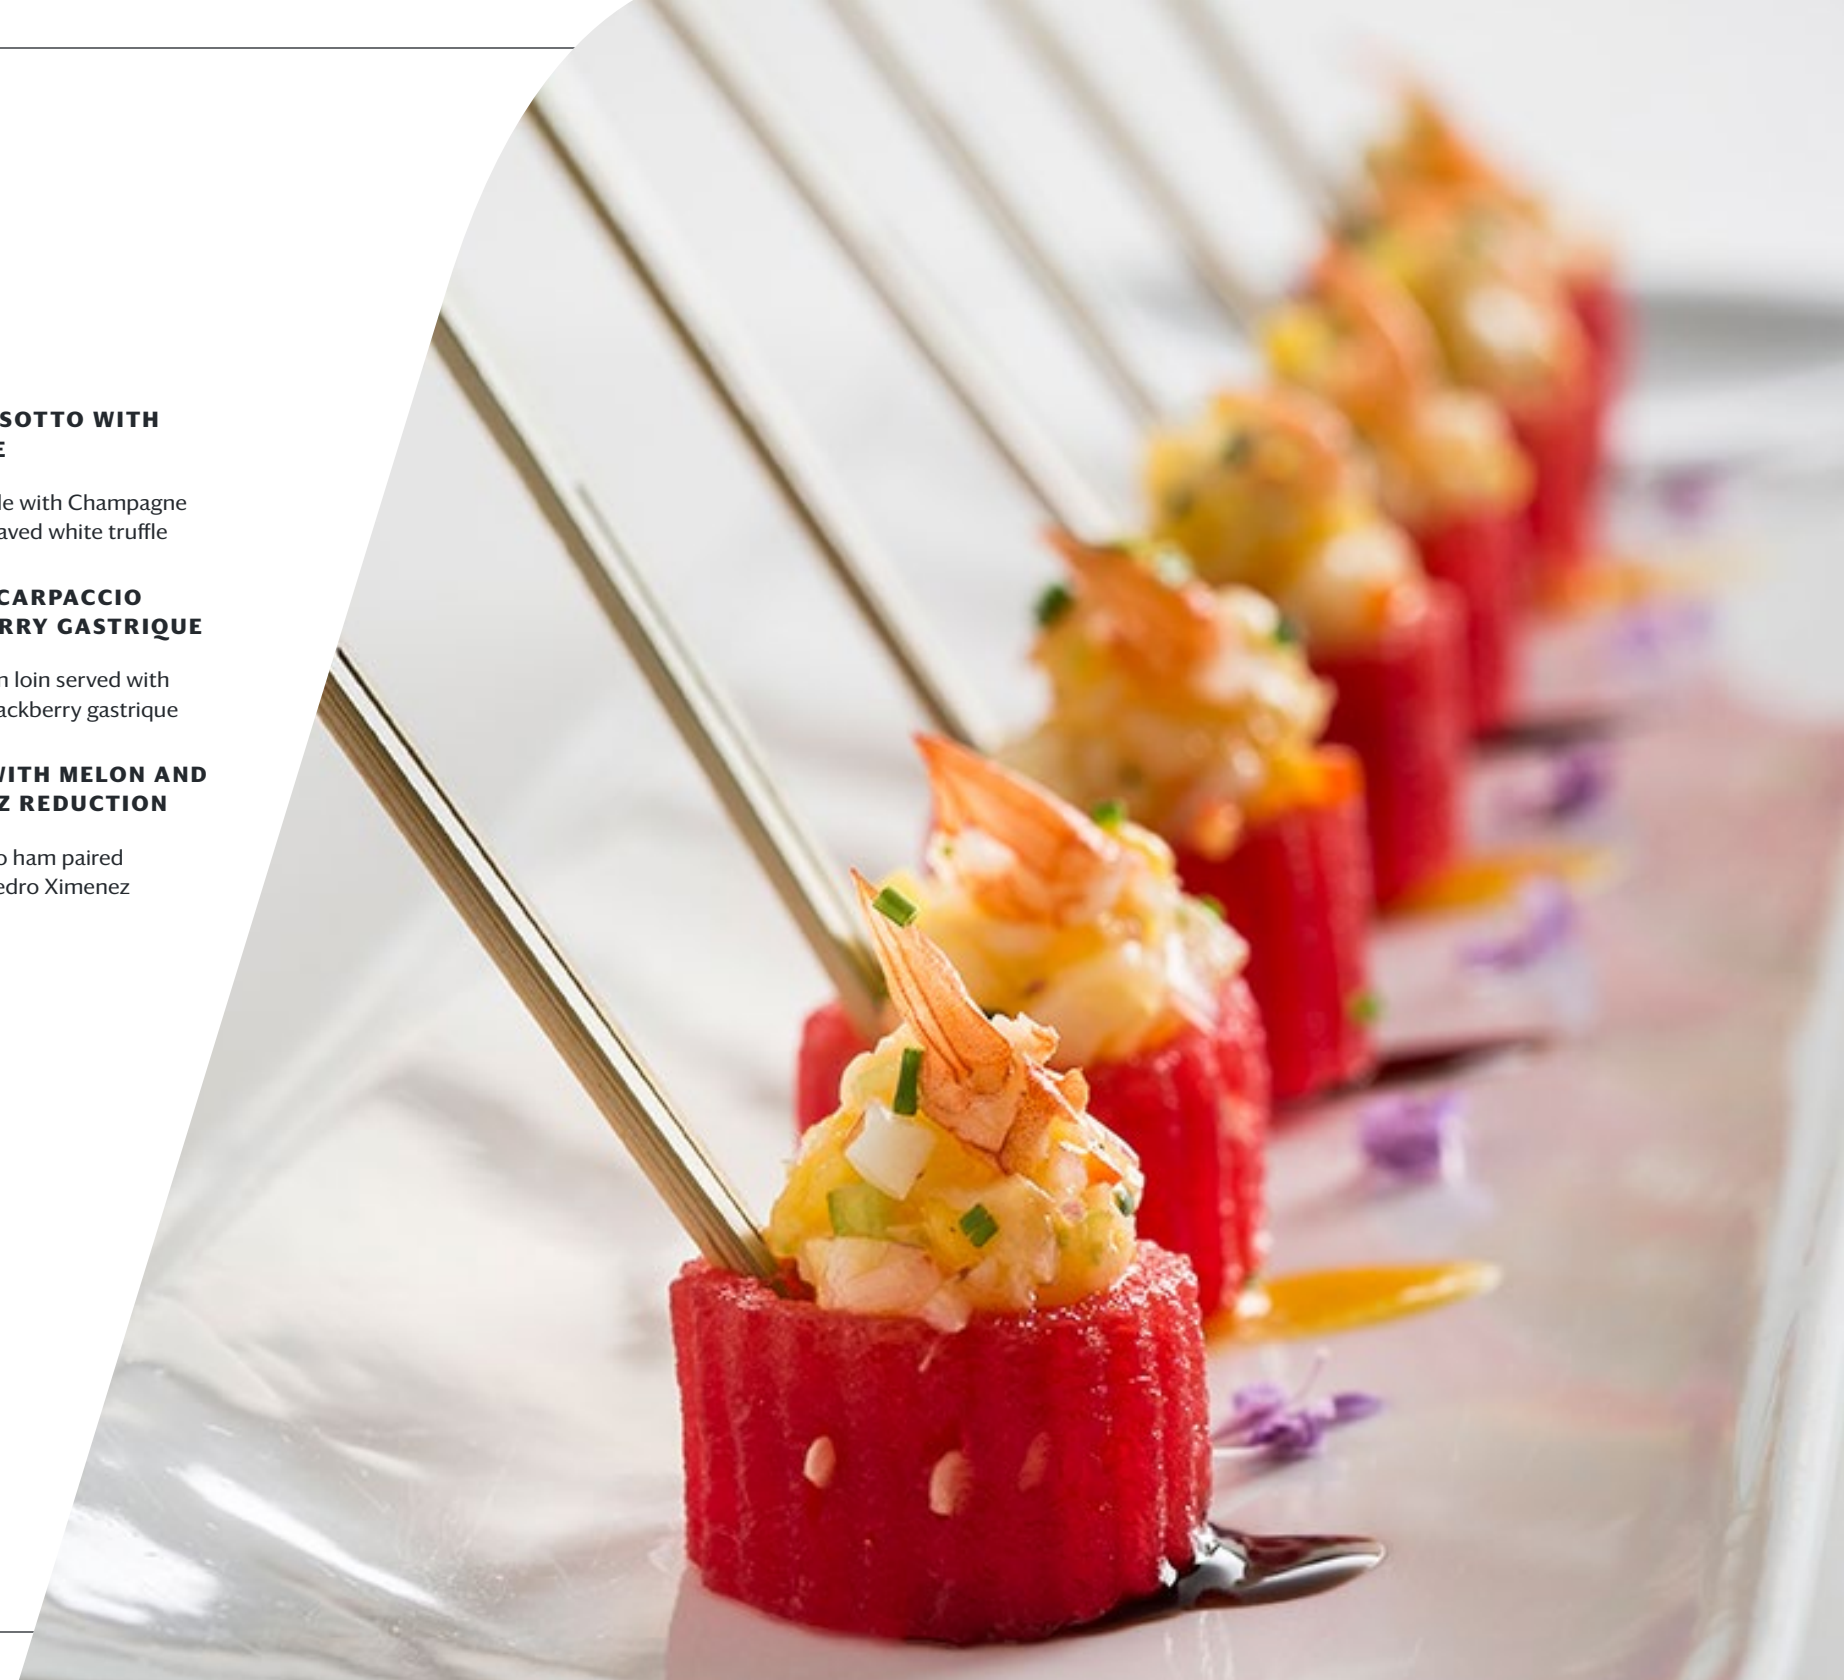 SOTTO WITH
E
le with Champagne
aved white truffle
CARPACCIO
RRY GASTRIQUE
n loin served with
ackberry gastrique
WITH MELON AND
Z REDUCTION
o ham paired
edro Ximenez